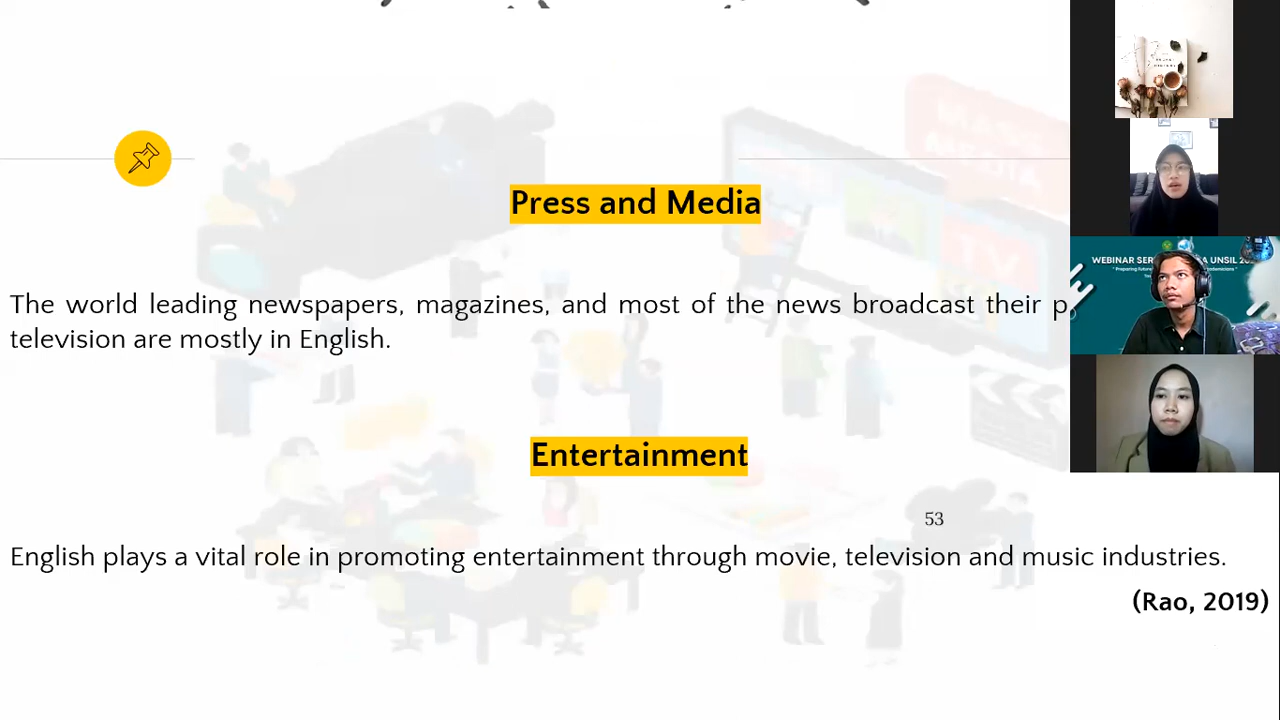 Press and Media
The world leading newspapers, magazines, and most of the news broadcast their
television are mostly in English.
Entertainment
53
English plays a vital role in promoting entertainment through movie, television and music industries.
(Rao, 2019)
WEBINAR
UNSIL